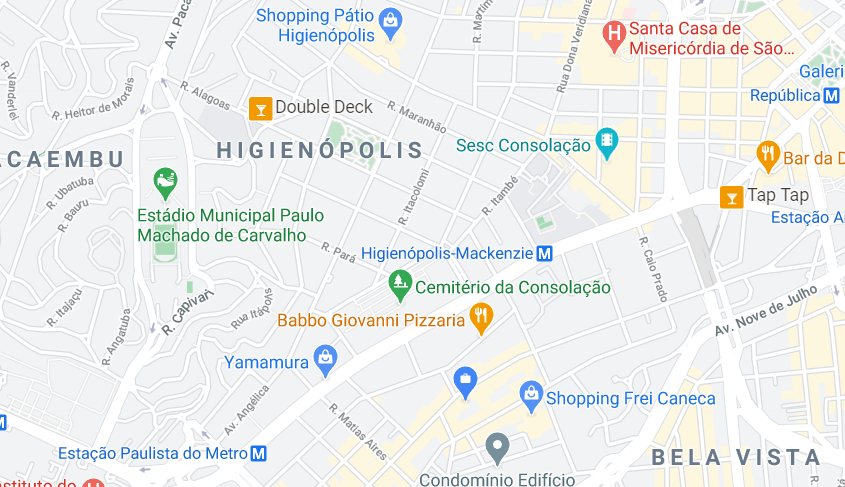 Shopping Pátio
Higienópolis
Av. Paca
R. Martim
Rua Dona Veridiana
Santa Casa de
Misericórdia de São...
Galeri
República M
R. Vanderlei
R. Heitor de Morais
R. Alagoas
Double Deck
R. Maranhão
Sesc Consolação
Bar da D
ACAEMBU
HIGIENÓPOLIS
R. Ubatuba
R. Bauru
Estádio Municipal Paulo
Machado de Carvalho
R. Itacolomi
R. Itambé
Tap Tap
Estação A
R. Pará
Higienópolis-Mackenzie M
R. Caio Prado
Cemitério da Consolação
R. Itajaçu
R. Angatuba
R. Capivari
Rua Itápolis
Babbo Giovanni Pizzaria
Av. Nove de Julho
Yamamura
Av. Angélica
R. Matias Aires
Shopping Frei Caneca
Estação Paulista do Metro M
BELA VISTA
Condomínio Edifício
nstituto do H